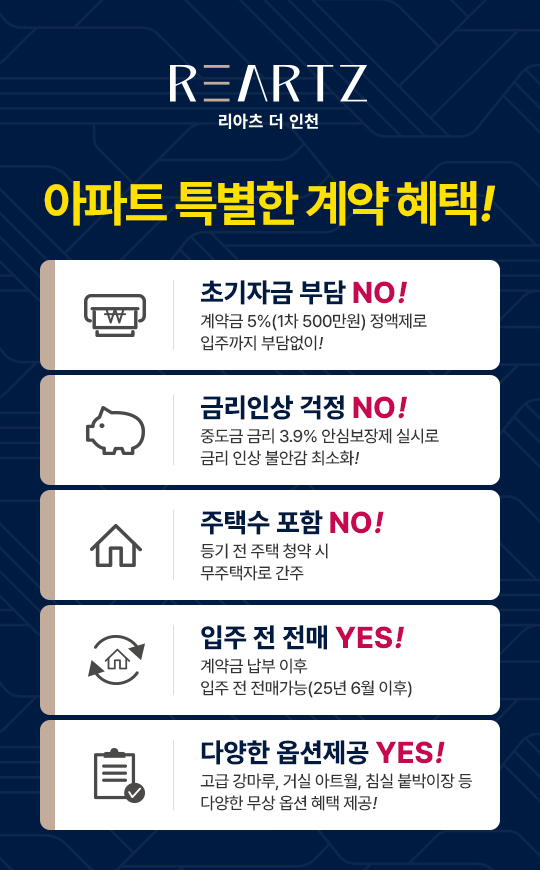 REARTZ
리아츠 더 인천
아파트 특별한 계약 혜택!
초기자금 부담 NO!
계약금 5%(1차 500만원) 정액제로
입주까지 부담없이!
금리인상 걱정 NO!
중도금 금리 3.9% 안심보장제 실시로
금리 인상 불안감 최소화!
주택수 포함 NO!
등기 전 주택 청약 시
무주택자로 간주
입주 전 전매 YES!
계약금 납부 이후
입주 전 전매가능(25년 6월 이후)
다양한 옵션제공 YES!
고급 강마루, 거실 아트월, 침실 붙박이장 등
다양한 무상 옵션 혜택 제공!